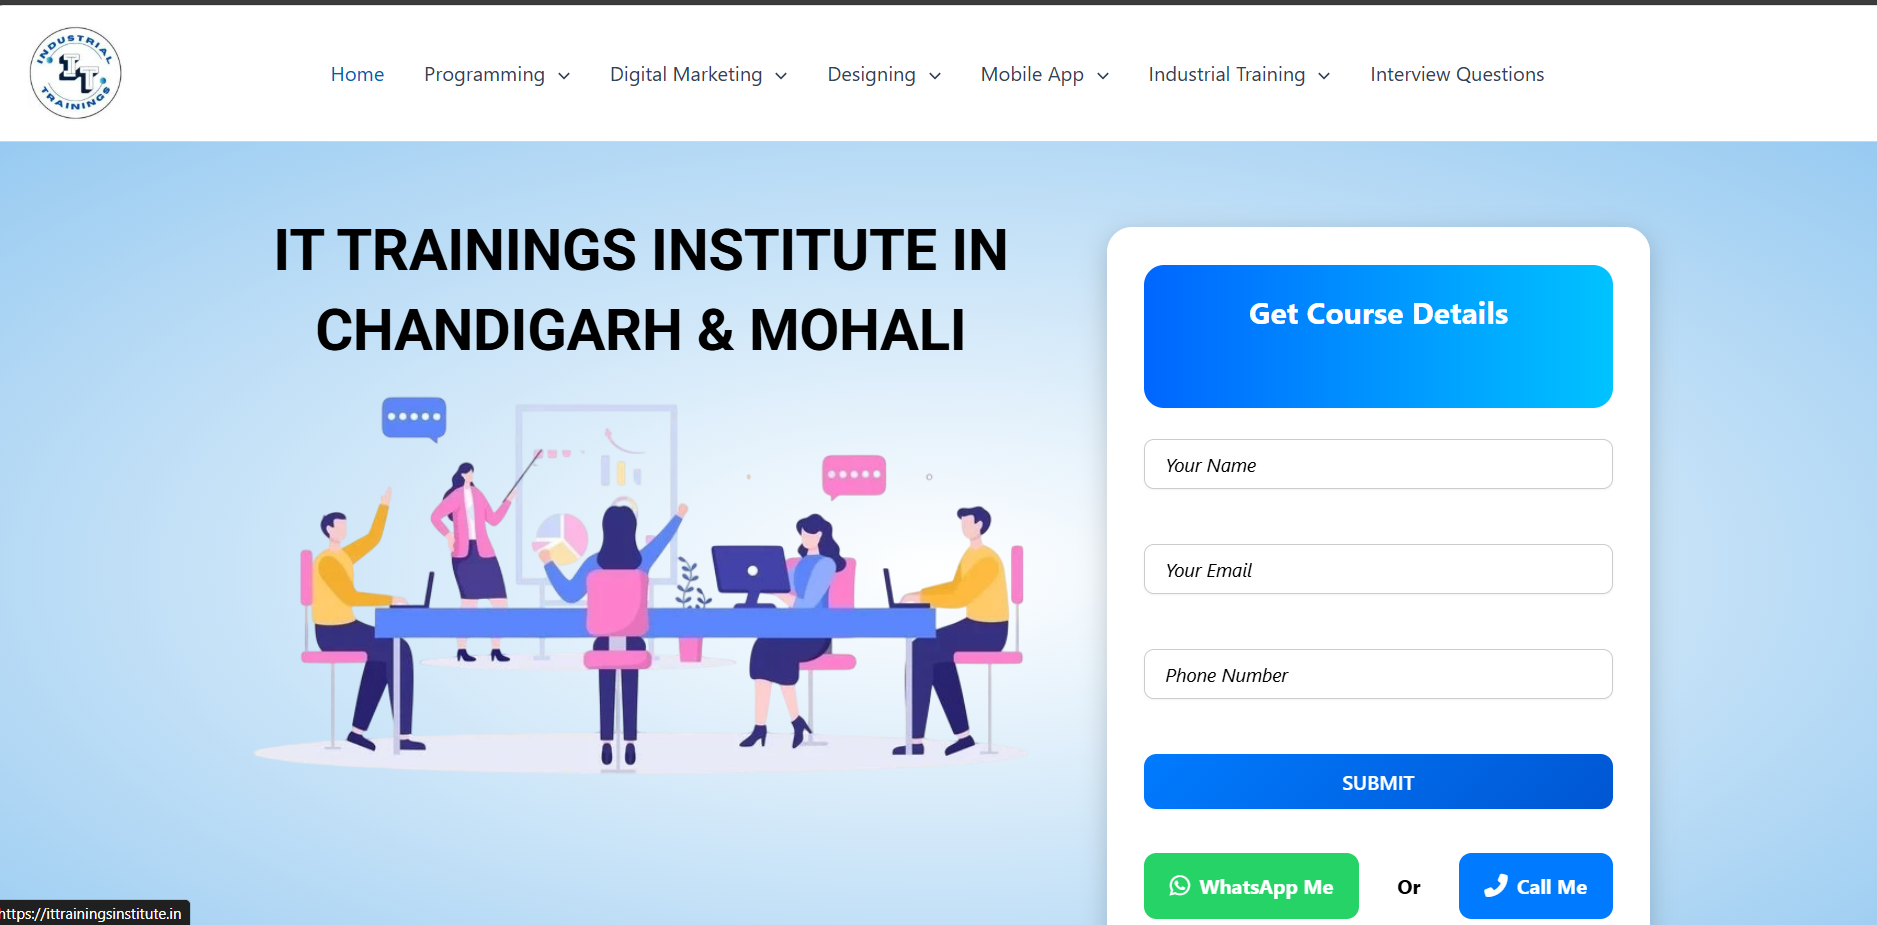 INDUSTRIAL
IT
TRAININGS
Home
Programming
Digital Marketing
Designing
Mobile App
Industrial Training
Interview Questions
IT TRAININGS INSTITUTE IN
CHANDIGARH & MOHALI
Get Course Details
Your Name
Your Email
Phone Number
SUBMIT
WhatsApp Me
Or
Call Me
https://ittrainingsinstitute.in